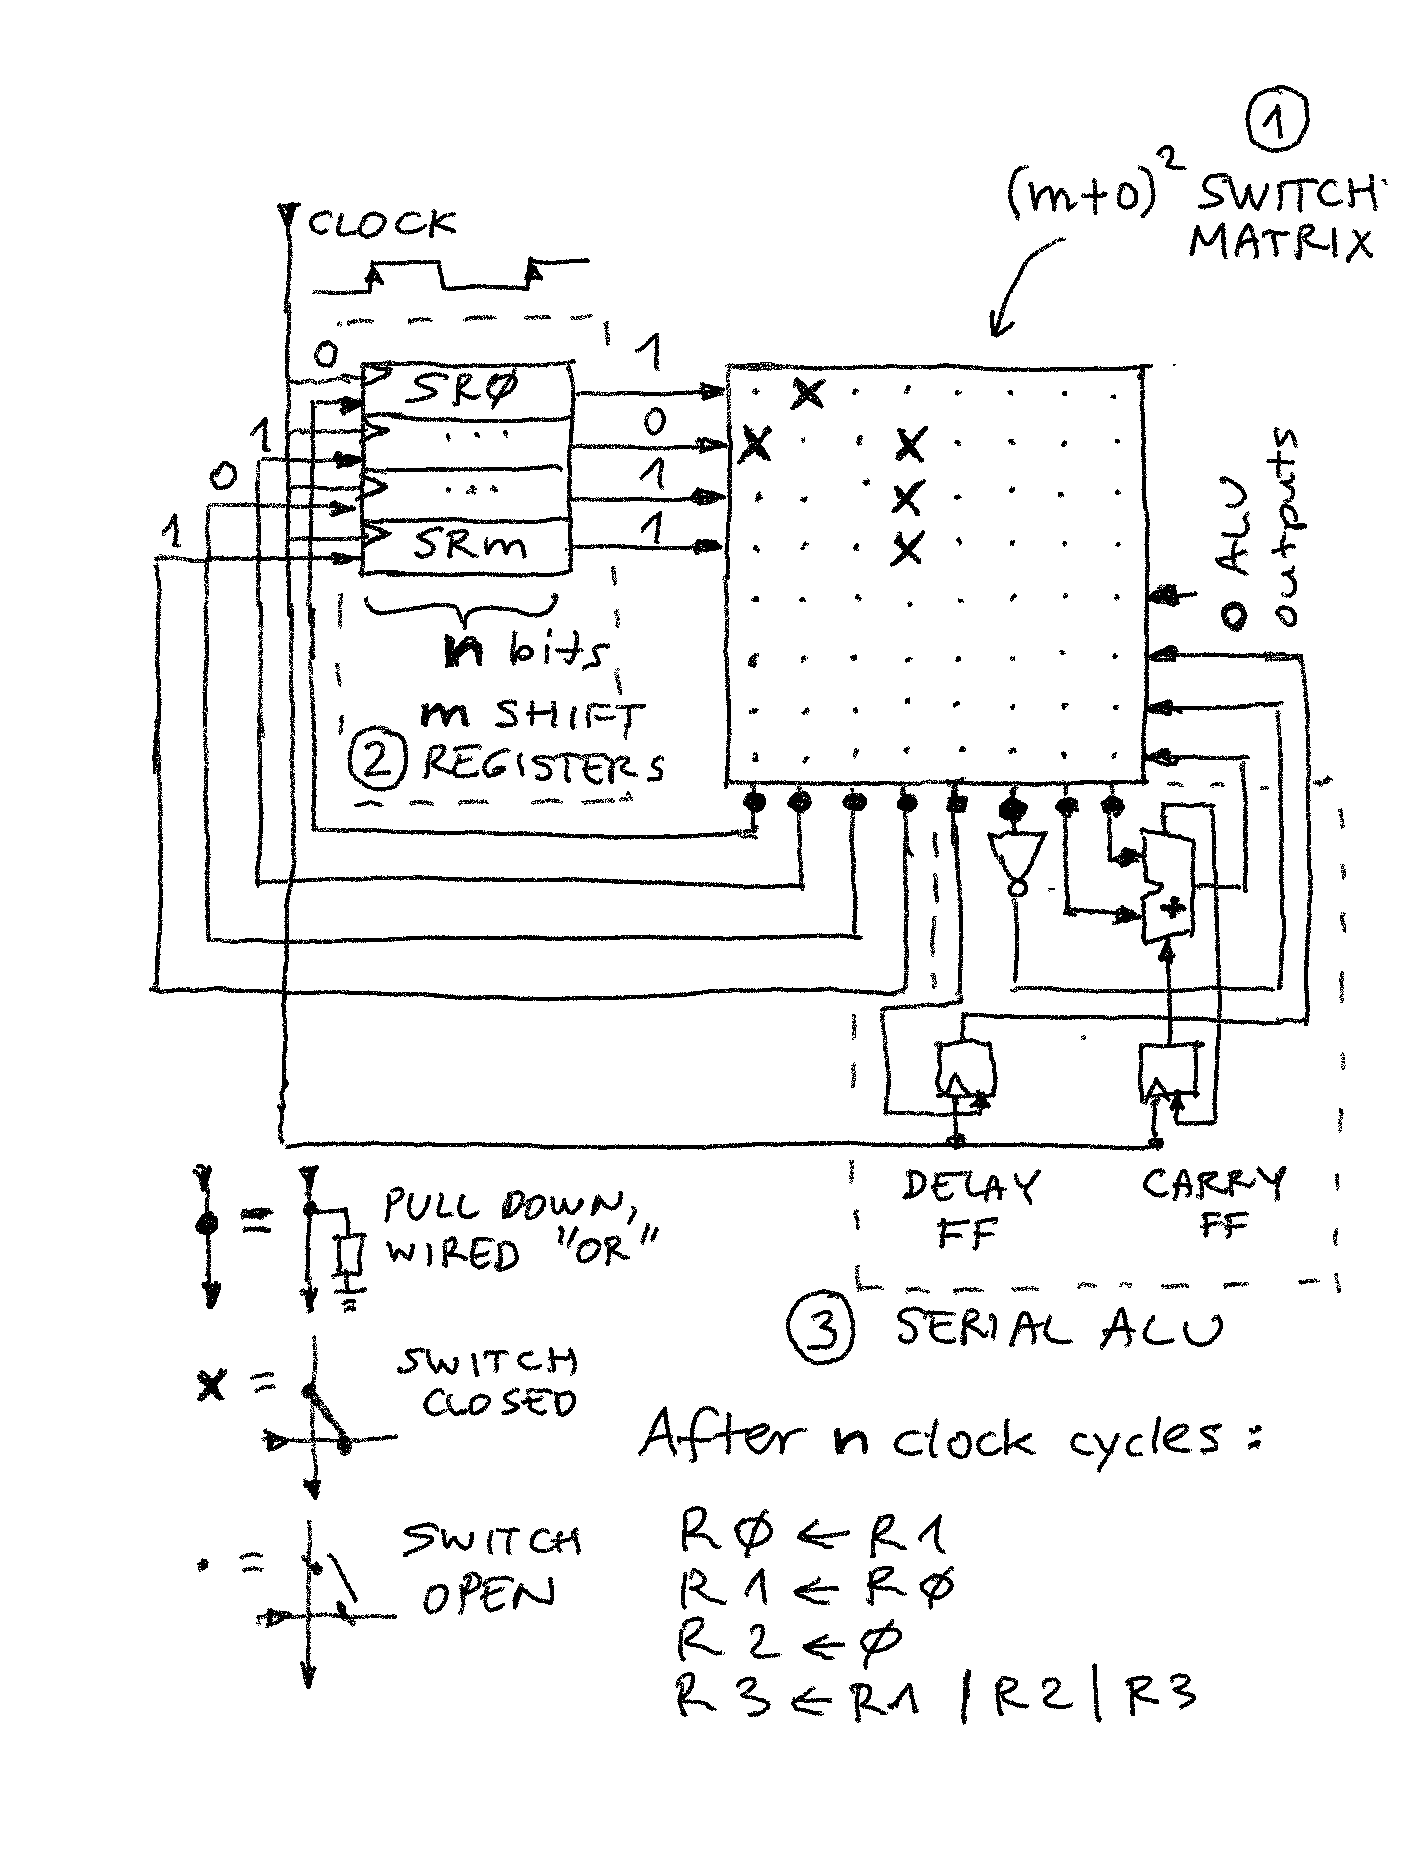 1
(m+o)² SWITCH
MATRIX
CLOCK
0
1
0
1
SRØ
...
...
SRm
1
0
1
1
n bits
m SHIFT
2 REGISTERS
o ALU
outputs
+
DELAY
FF
CARRY
FF
3 SERIAL ALU
= PULL DOWN,
WIRED "OR"
x = SWITCH
CLOSED
. = SWITCH
OPEN
After n clock cycles :
RØ ← R1
R1 ← RØ
R2 ← Ø
R3 ← R1 | R2 | R3